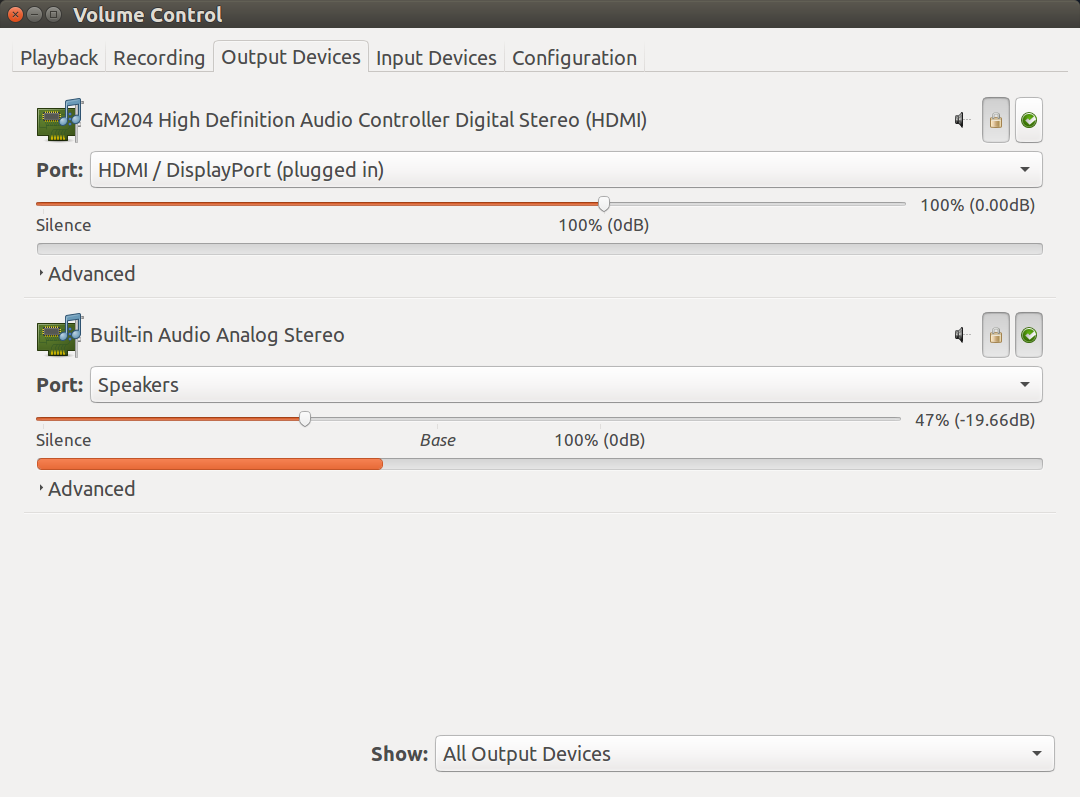 Volume Control
Playback Recording Output Devices Input Devices Configuration
GM204 High Definition Audio Controller Digital Stereo (HDMI)
Port: HDMI / DisplayPort (plugged in)
100% (0.00dB)
Silence 100% (0dB)
Advanced
Built-in Audio Analog Stereo
Port: Speakers
47% (-19.66dB)
Silence Base 100% (0dB)
Advanced
Show: All Output Devices